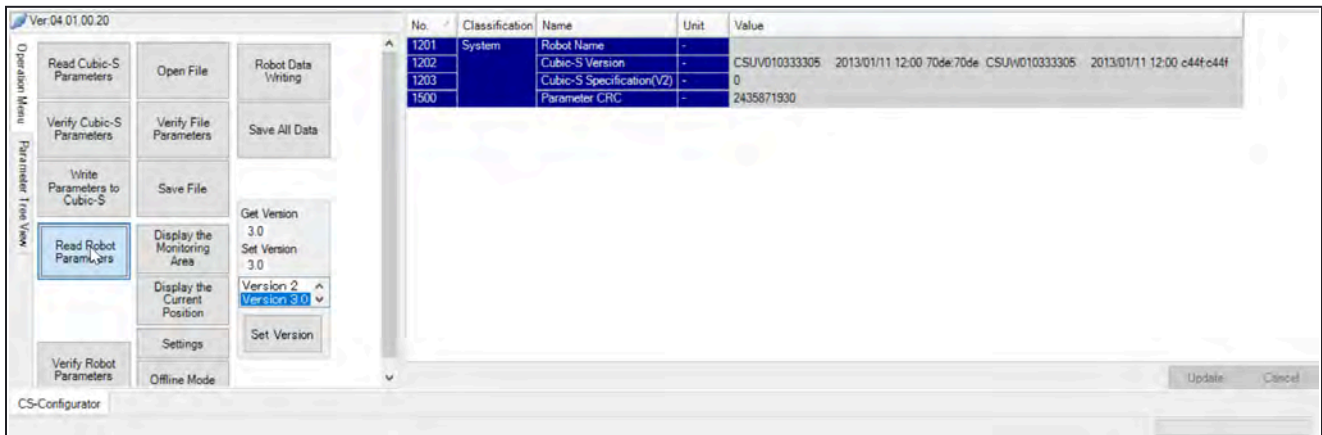 Ver:04.01.00.20
Operation Menu
Parameter Tree View
Read Cubic-S
Parameters
Open File
Robot Data
Writing
Verify Cubic-S
Parameters
Verify File
Parameters
Save All Data
Write
Parameters to
Cubic-S
Save File
Get Version
3.0
Set Version
3.0
Read Robot
Parameters
Display the
Monitoring
Area
Display the
Current
Position
Version 2
Version 3.0
Set Version
Settings
Verify Robot
Parameters
Offline Mode
No. Classification Name Unit Value
1201 System Robot Name -
1202 Cubic-S Version - CSUV010333305 2013/01/11 12:00 70de:70de CSUW010333305 2013/01/11 12:00 c44f:c44f
1203 Cubic-S Specification(V2) - 0
1500 Parameter CRC - 2435871930
Update Cancel
CS-Configurator